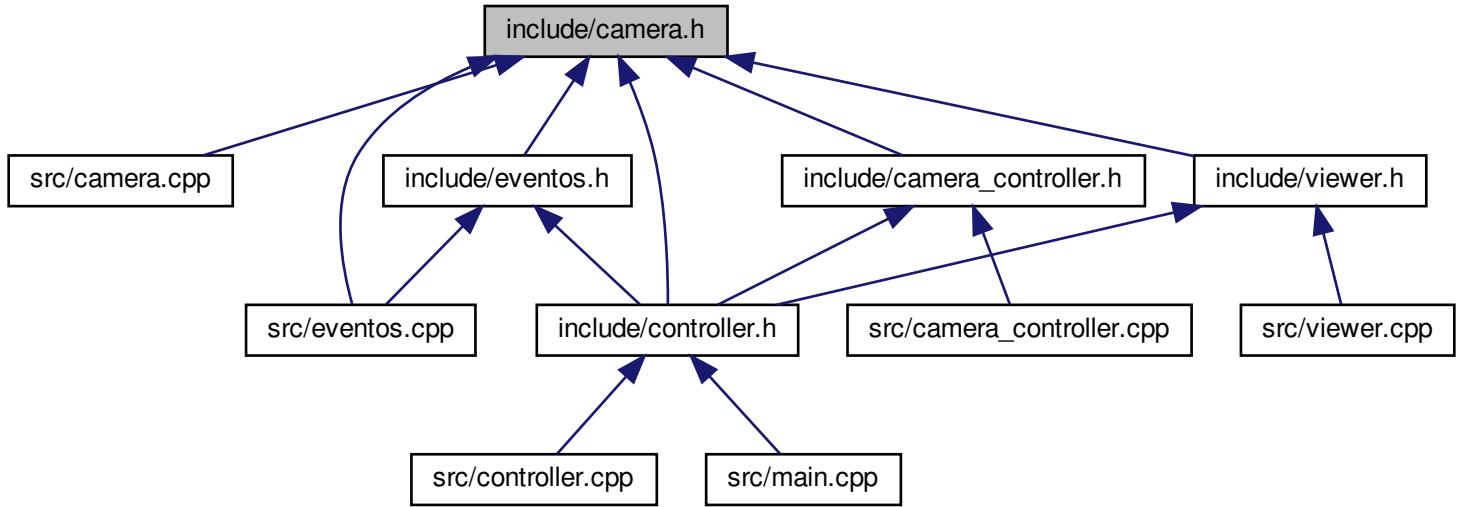 include/camera.h
src/camera.cpp
include/eventos.h
include/camera_controller.h
include/viewer.h
src/eventos.cpp
include/controller.h
src/camera_controller.cpp
src/viewer.cpp
src/controller.cpp
src/main.cpp